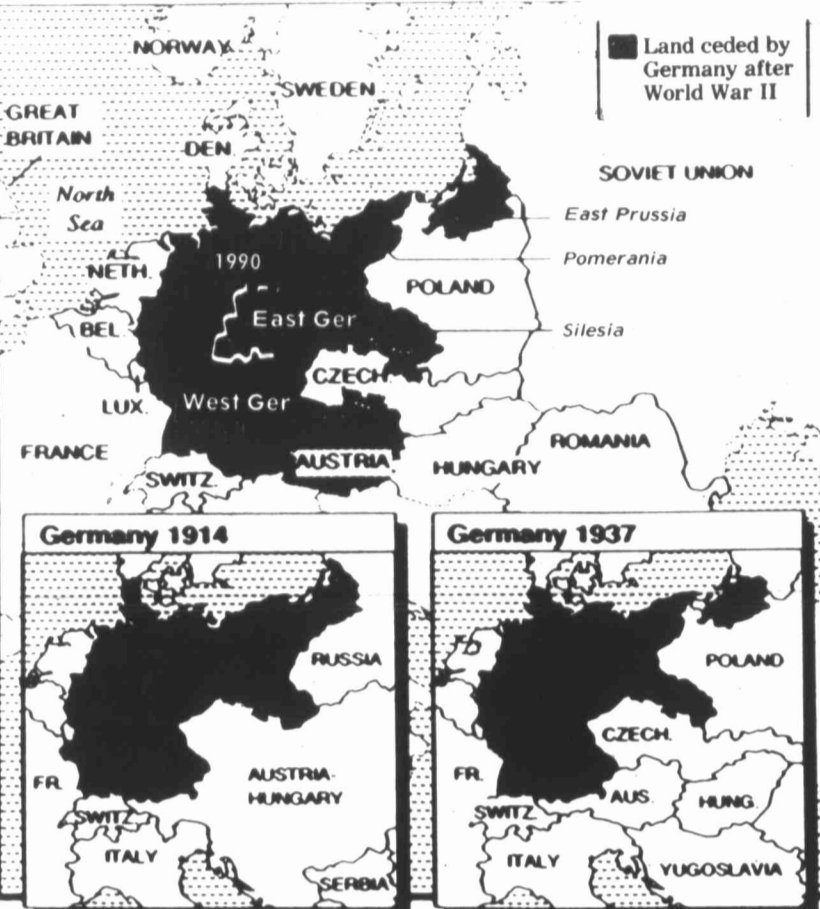 NORWAY
SWEDEN
Land ceded by
Germany after
World War II
GREAT
BRITAIN
DEN.
North
Sea
SOVIET UNION
East Prussia
1990
Pomerania
NETH.
POLAND
East Ger
Silesia
BEL.
CZECH.
LUX.
West Ger
FRANCE
AUSTRIA
HUNGARY
ROMANIA
SWITZ.
Germany 1914
RUSSIA
FR.
AUSTRIA-
HUNGARY
SWITZ.
ITALY
SERBIA
Germany 1937
POLAND
CZECH.
FR.
AUS.
HUNG.
SWITZ.
ITALY
YUGOSLAVIA